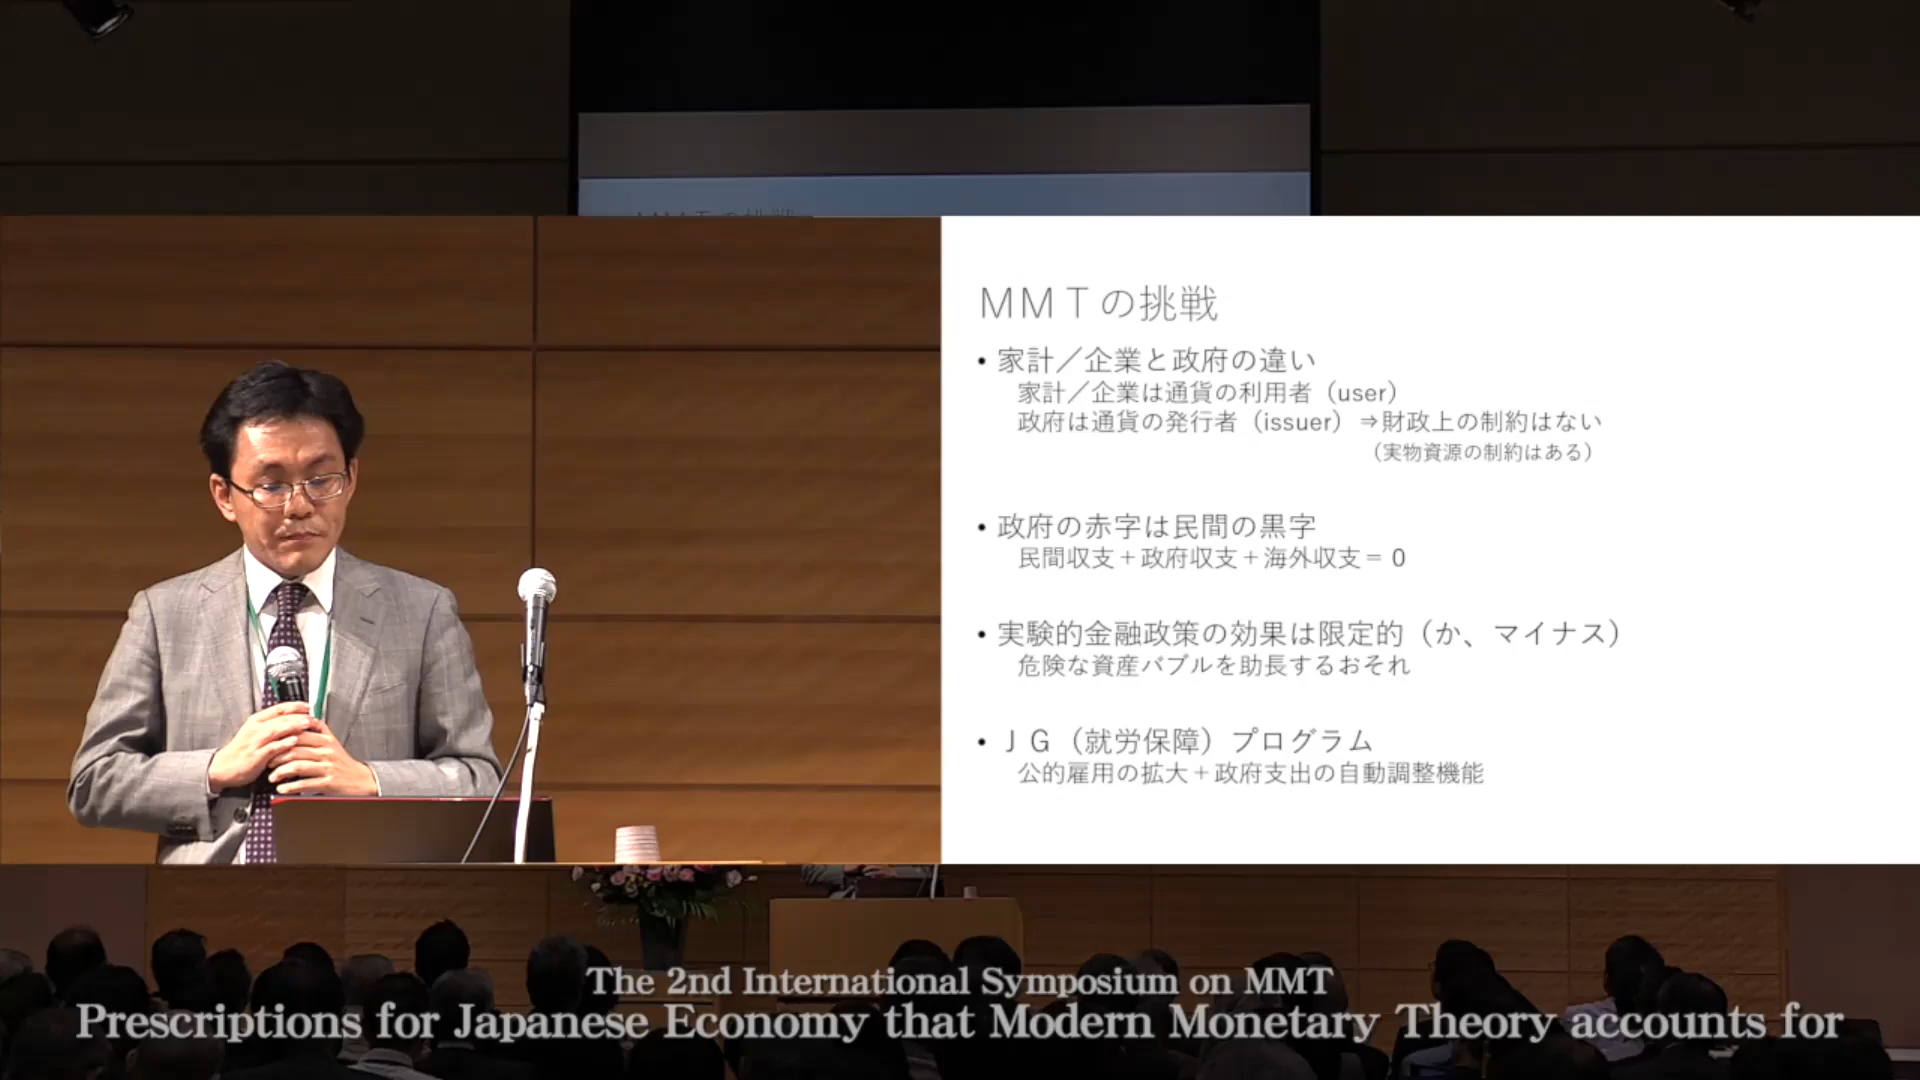 MMTの挑戦
MMTの挑戦
• 家計／企業と政府の違い
家計／企業は通貨の利用者（user）
政府は通貨の発行者（issuer）⇒財政上の制約はない
（実物資源の制約はある）
• 政府の赤字は民間の黒字
民間収支＋政府収支＋海外収支＝０
• 実験的金融政策の効果は限定的（か、マイナス）
危険な資産バブルを助長するおそれ
• ＪＧ（就労保障）プログラム
公的雇用の拡大＋政府支出の自動調整機能
The 2nd International Symposium on MMT
Prescriptions for Japanese Economy that Modern Monetary Theory accounts for